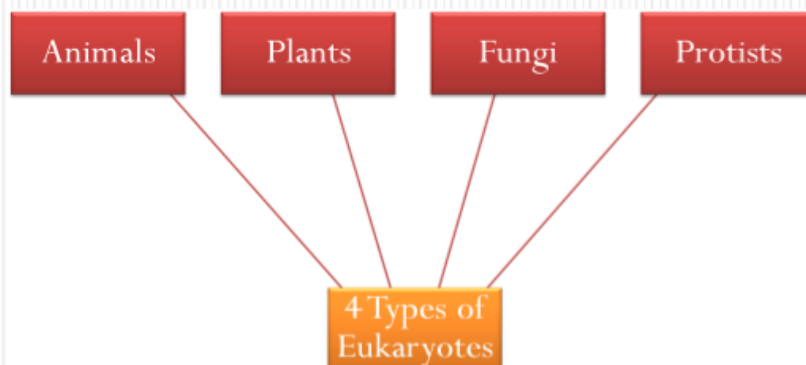 Animals
Plants
Fungi
Protists
4 Types of
Eukaryotes